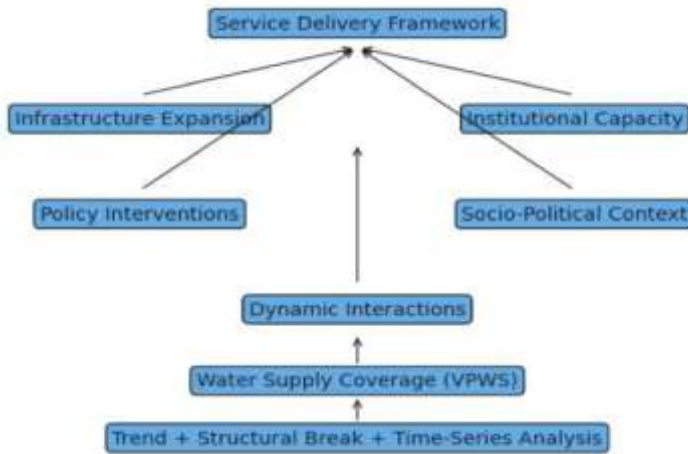 Service Delivery Framework
Infrastructure Expansion
Institutional Capacity
Policy Interventions
Socio-Political Context
Dynamic Interactions
Water Supply Coverage (VPWS)
Trend + Structural Break + Time-Series Analysis